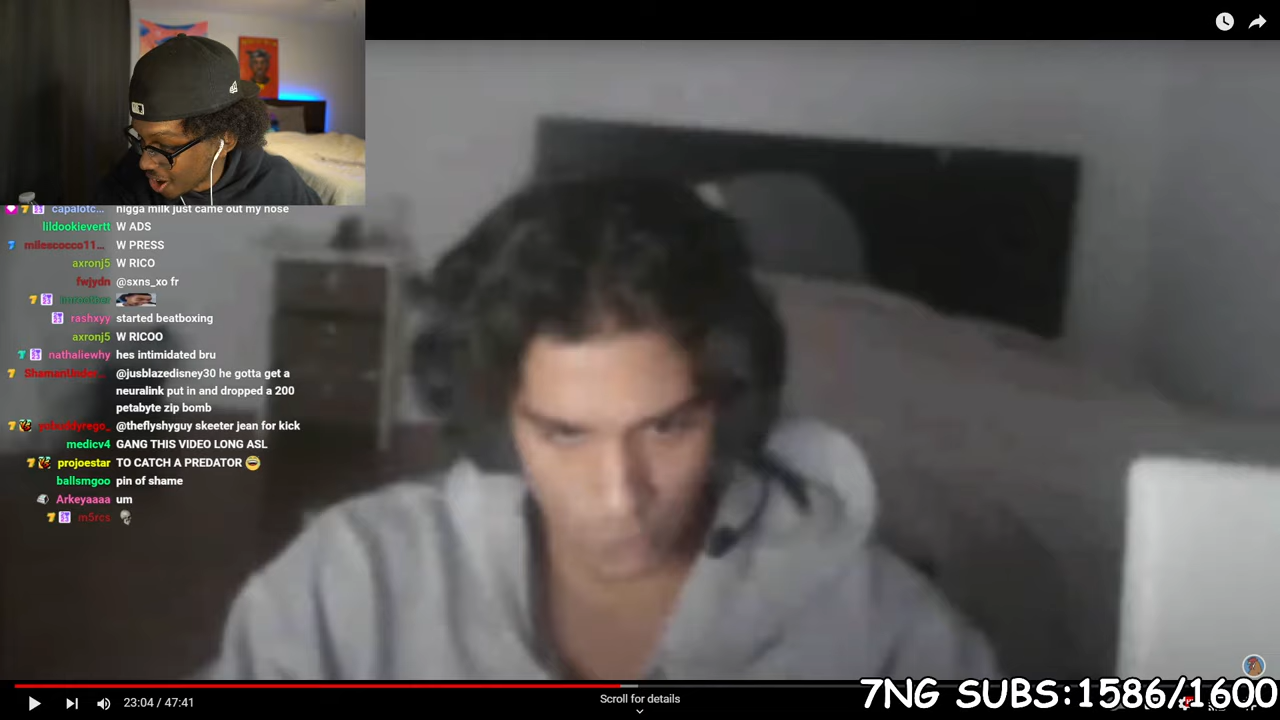 capalotc... nigga milk just came out my nose
lildookievertt W ADS
milescocco11... W PRESS
axronj5 W RICO
fwjydn @sxns_xo fr
rashxyy started beatboxing
axronj5 W RICOO
nathaliewhy hes intimidated bru
@jusblazedisney30 he gotta get a
neuralink put in and dropped a 200
petabyte zip bomb
@theflyshyguy skeeter jean for kick
medicv4 GANG THIS VIDEO LONG ASL
projoestar TO CATCH A PREDATOR
ballsmgoo pin of shame
Arkeyaaaa um
m5rcs
23:04 / 47:41
Scroll for details
7NG SUBS:1586/1600